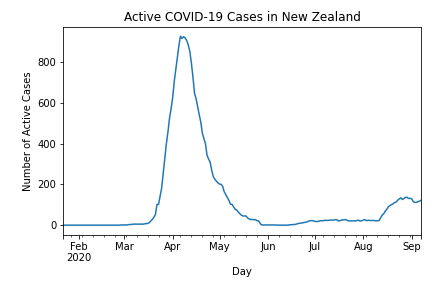 Active COVID-19 Cases in New Zealand
Number of Active Cases
800
600
400
200
0
Feb Mar Apr May Jun Jul Aug Sep
2020
Day